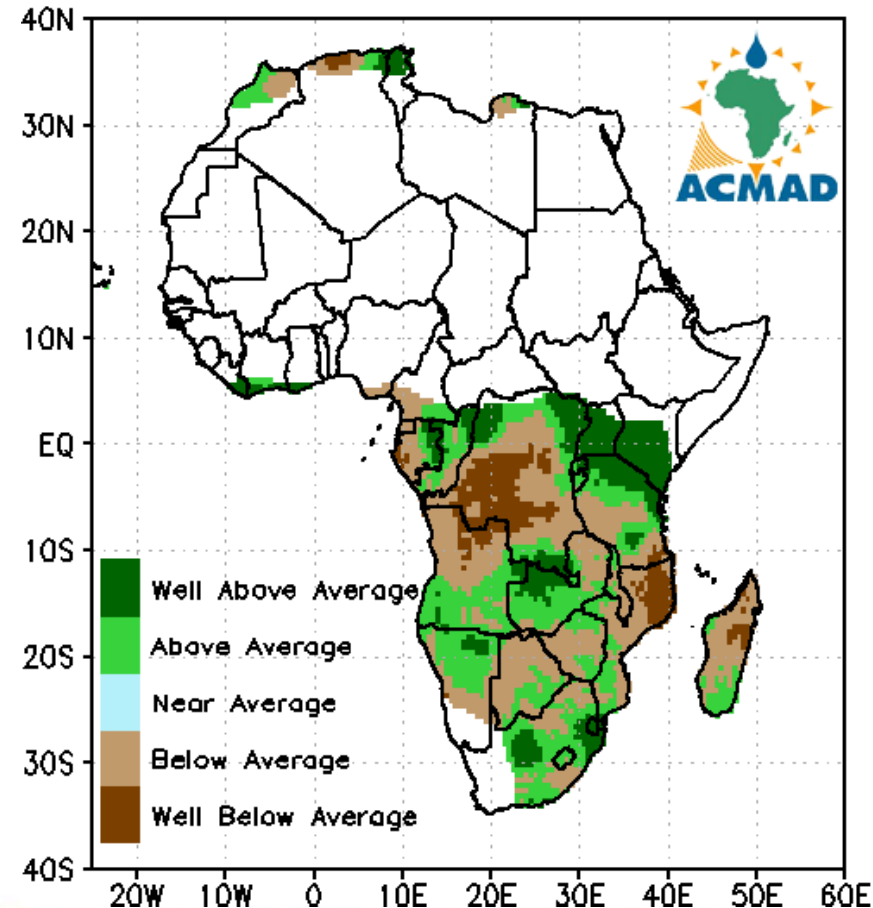 40N
30N
20N
10N
EQ
10S
20S
30S
40S
20W 10W 0 10E 20E 30E 40E 50E 60E
ACMAD
Well Above Average
Above Average
Near Average
Below Average
Well Below Average